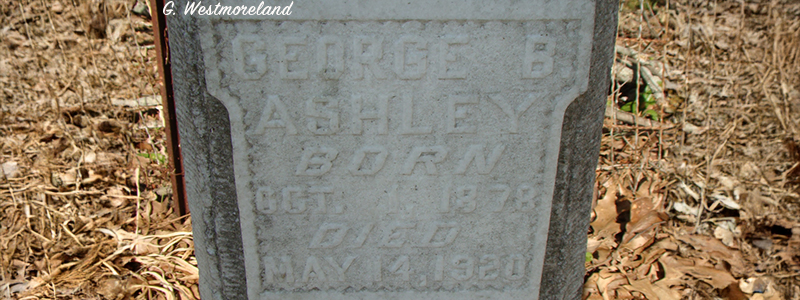 G. Westmoreland
GEORGE B.
ASHLEY
BORN
OCT. 1878
DIED
MAY 14, 1920